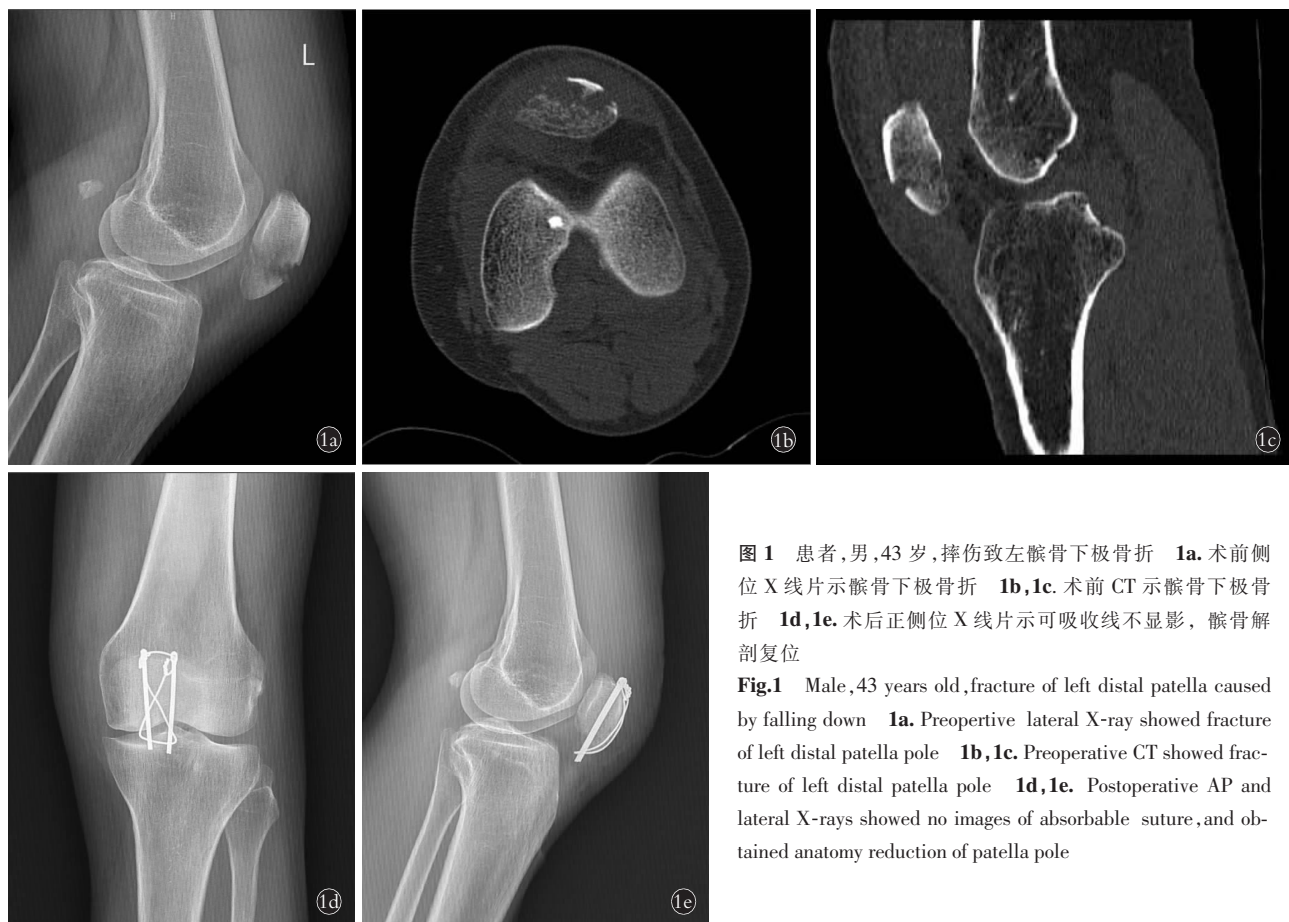 L
1a
1b
1c
1d
1e
图 1 患者,男,43 岁,摔伤致左髌骨下极骨折 1a. 术前侧
位 X 线片示髌骨下极骨折 1b,1c. 术前 CT 示髌骨下极骨
折 1d,1e. 术后正侧位 X 线片示可吸收线不显影, 髌骨解
剖复位
Fig.1 Male,43 years old,fracture of left distal patella caused
by falling down 1a. Preopertive lateral X-ray showed fracture
of left distal patella pole 1b,1c. Preoperative CT showed frac-
ture of left distal patella pole 1d,1e. Postoperative AP and
lateral X-rays showed no images of absorbable suture,and ob-
tained anatomy reduction of patella pole